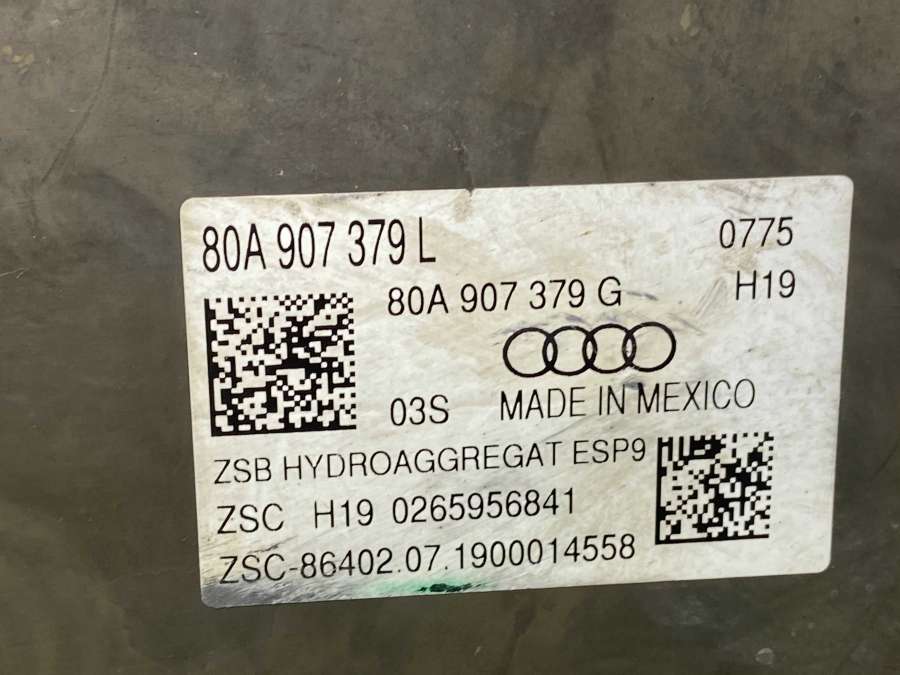 80A 907 379 L 0775
80A 907 379 G H19
03S MADE IN MEXICO
ZSB HYDROAGGREGAT ESP9
ZSC H19 0265956841
ZSC-86402.07.1900014558